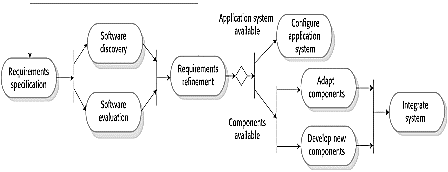 Requirements
specification
Software
discovery
Software
evaluation
Requirements
refinement
Application system
available
Components
available
Configure
application
system
Adapt
components
Develop new
components
Integrate
system